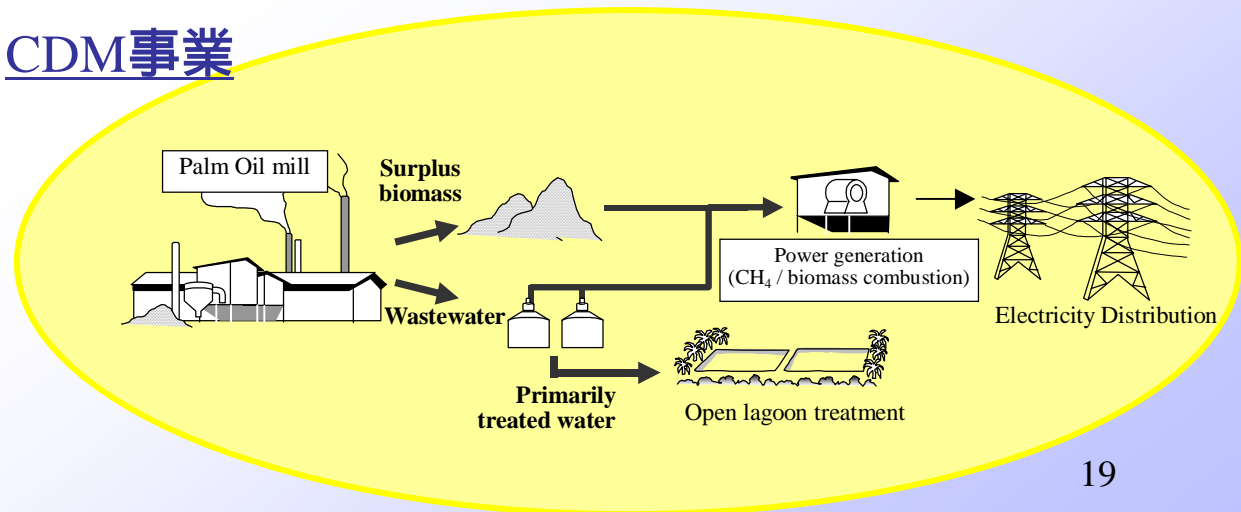 CDM事業
Palm Oil mill
Surplus
biomass
Wastewater
Primarily
treated water
Power generation
(CH₄ / biomass combustion)
Electricity Distribution
Open lagoon treatment
19